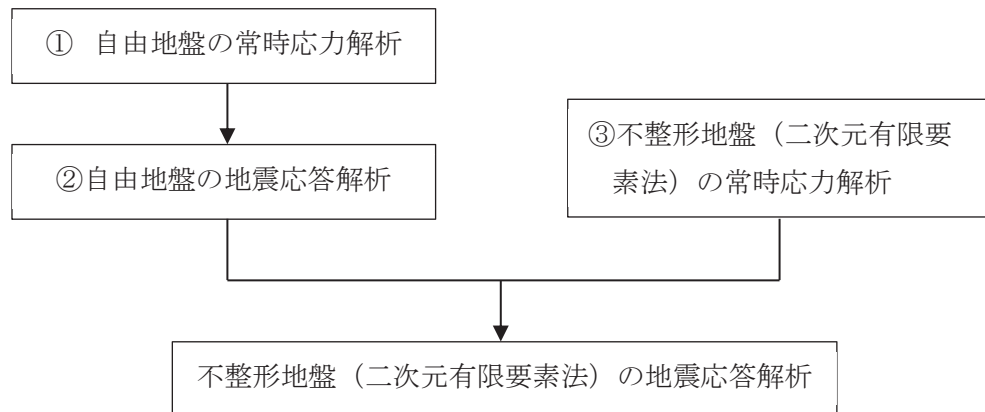 ① 自由地盤の常時応力解析
②自由地盤の地震応答解析
③不整形地盤（二次元有限要
素法）の常時応力解析
不整形地盤（二次元有限要素法）の地震応答解析